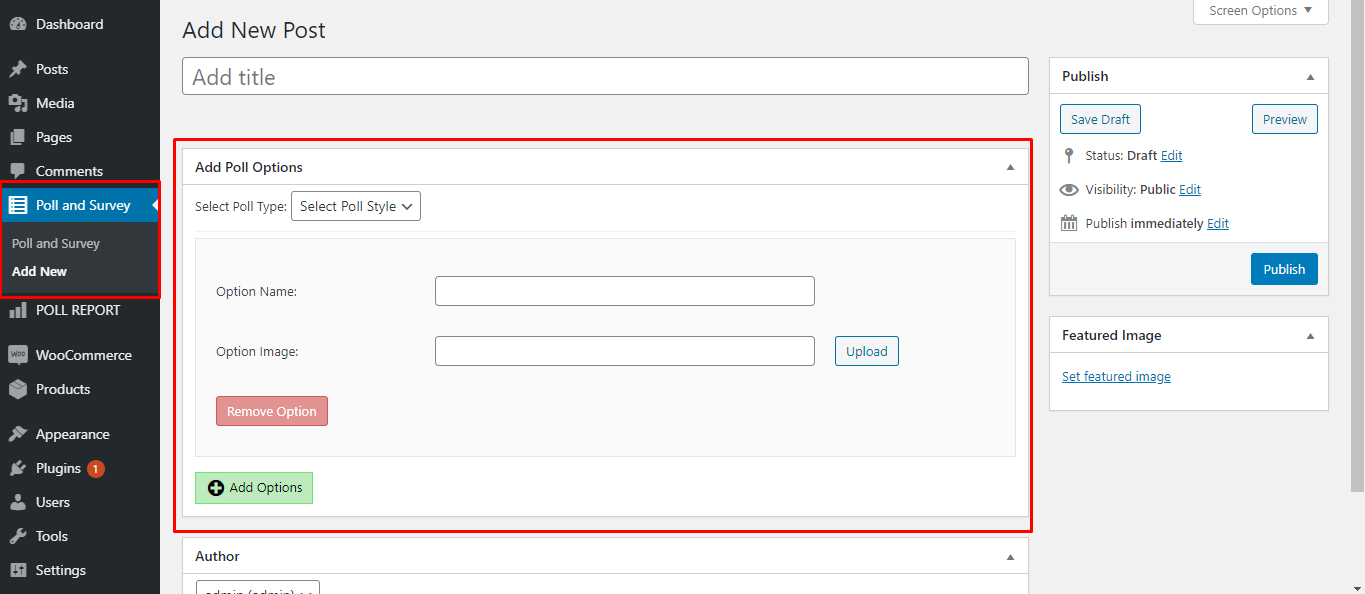 Dashboard
Posts
Media
Pages
Comments
Poll and Survey
Poll and Survey
Add New
POLL REPORT
Woo WooCommerce
Products
Appearance
Plugins 1
Users
Tools
Settings
Screen Options
Add New Post
Add title
Add Poll Options
Select Poll Type: Select Poll Style
Option Name:
Option Image: Upload
Remove Option
Add Options
Author
admin (admin)
Publish
Save Draft Preview
Status: Draft Edit
Visibility: Public Edit
Publish immediately Edit
Publish
Featured Image
Set featured image